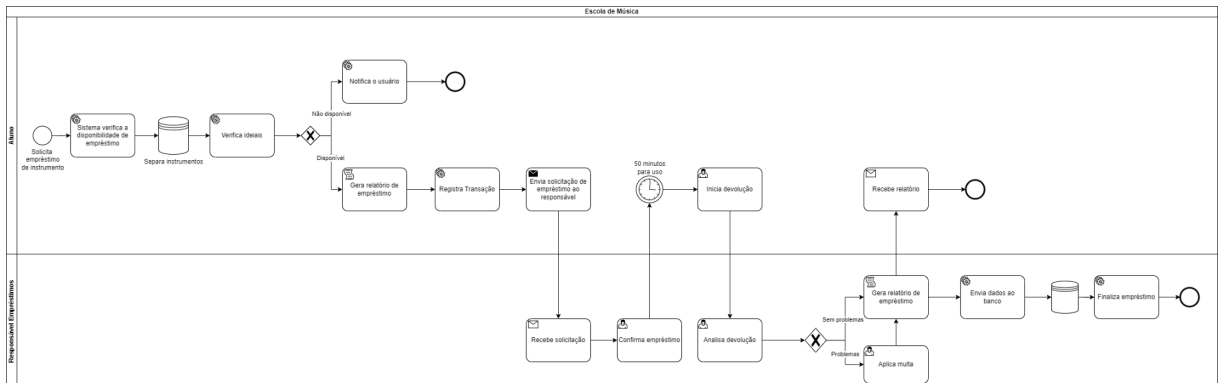 Escola de Música
Aluno
Solicita
empréstimo
de instrumento
Sistema verifica a
disponibilidade de
empréstimo
Separa instrumentos
Verifica ideiais
Não disponível
Notifica o usuário
Disponível
Gera relatório de
empréstimo
Registra Transação
Envia solicitação de
empréstimo ao
responsável
50 minutos
para uso
Inicia devolução
Recebe relatório
Responsável Empréstimos
Recebe solicitação
Confirma empréstimo
Analisa devolução
Sem problemas
Problemas
Gera relatório de
empréstimo
Aplica multa
Envia dados ao
banco
Finaliza empréstimo